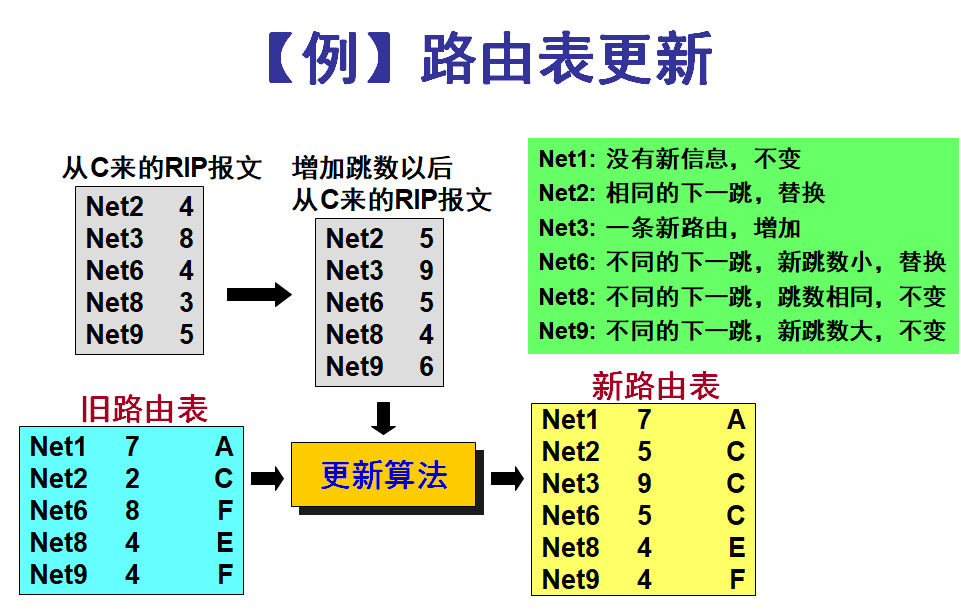 【例】路由表更新
从C来的RIP报文
Net2 4
Net3 8
Net6 4
Net8 3
Net9 5
增加跳数以后
从C来的RIP报文
Net2 5
Net3 9
Net6 5
Net8 4
Net9 6
Net1: 没有新信息，不变
Net2: 相同的下一跳，替换
Net3: 一条新路由，增加
Net6: 不同的下一跳，新跳数小，替换
Net8: 不同的下一跳，跳数相同，不变
Net9: 不同的下一跳，新跳数大，不变
旧路由表
Net1 7 A
Net2 2 C
Net6 8 F
Net8 4 E
Net9 4 F
更新算法
新路由表
Net1 7 A
Net2 5 C
Net3 9 C
Net6 5 C
Net8 4 E
Net9 4 F